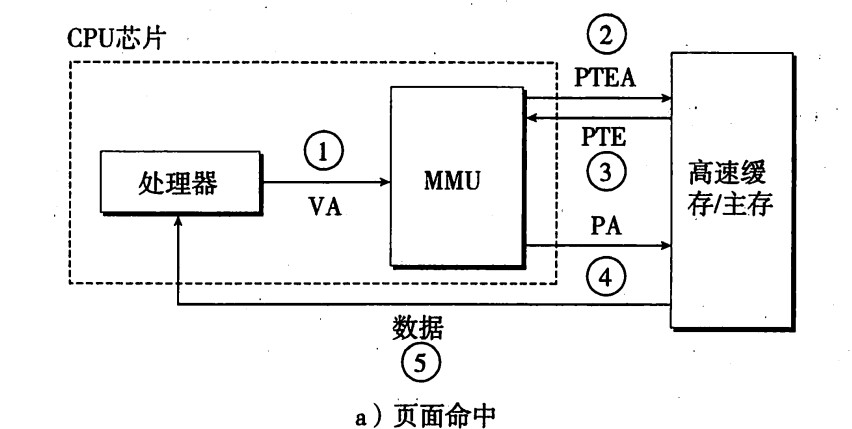 CPU芯片
②
PTEA
PTE
③
①
处理器
VA
MMU
高速缓
存/主存
PA
④
数据
⑤
a）页面命中